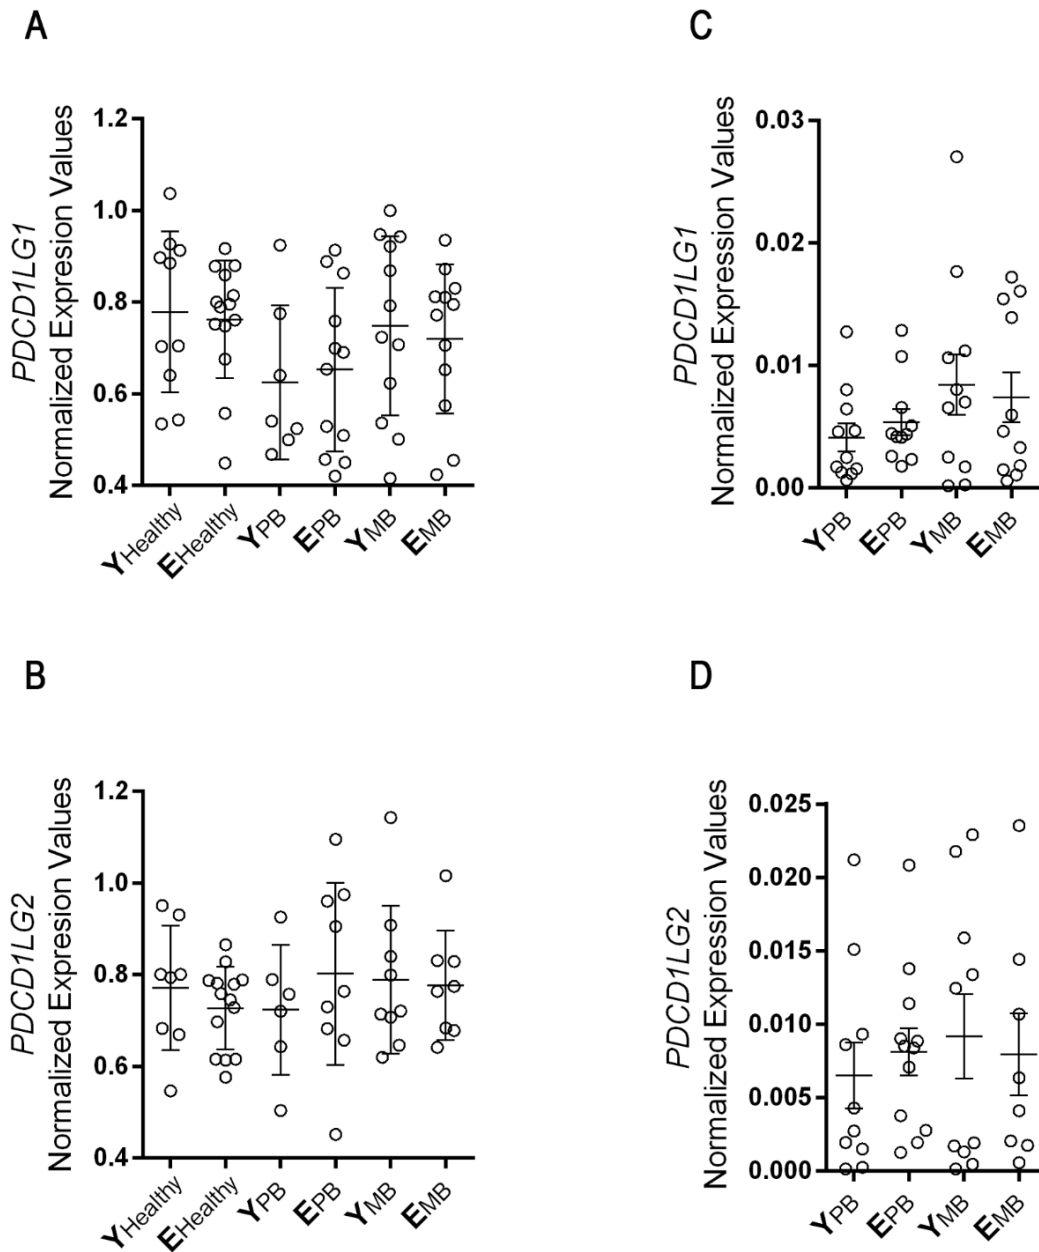 A
PDCD1LG1
Normalized Expresion Values
1.2
1.0
0.8
0.6
0.4
YHealthy
EHealthy
YPB
EPB
YMB
EMB
C
PDCD1LG1
Normalized Expresion Values
0.03
0.02
0.01
0.00
YPB
EPB
YMB
EMB
B
PDCD1LG2
Normalized Expresion Values
1.2
1.0
0.8
0.6
0.4
YHealthy
EHealthy
YPB
EPB
YMB
EMB
D
PDCD1LG2
Normalized Expresion Values
0.025
0.020
0.015
0.010
0.005
0.000
YPB
EPB
YMB
EMB